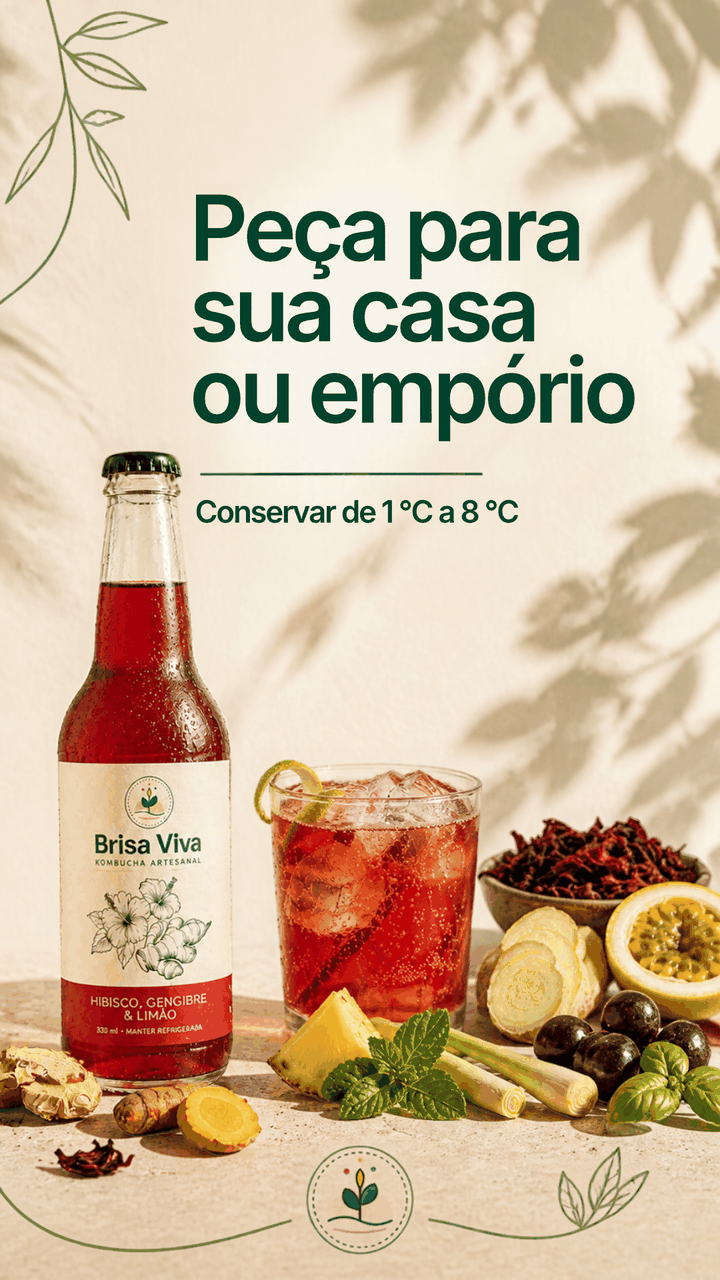 Peça para
sua casa
ou empório
Conservar de 1 °C a 8 °C
Brisa Viva
KOMBUCHA ARTESANAL
HIBISCO, GENGIBRE
& LIMÃO
330 ml • MANTER REFRIGERADA